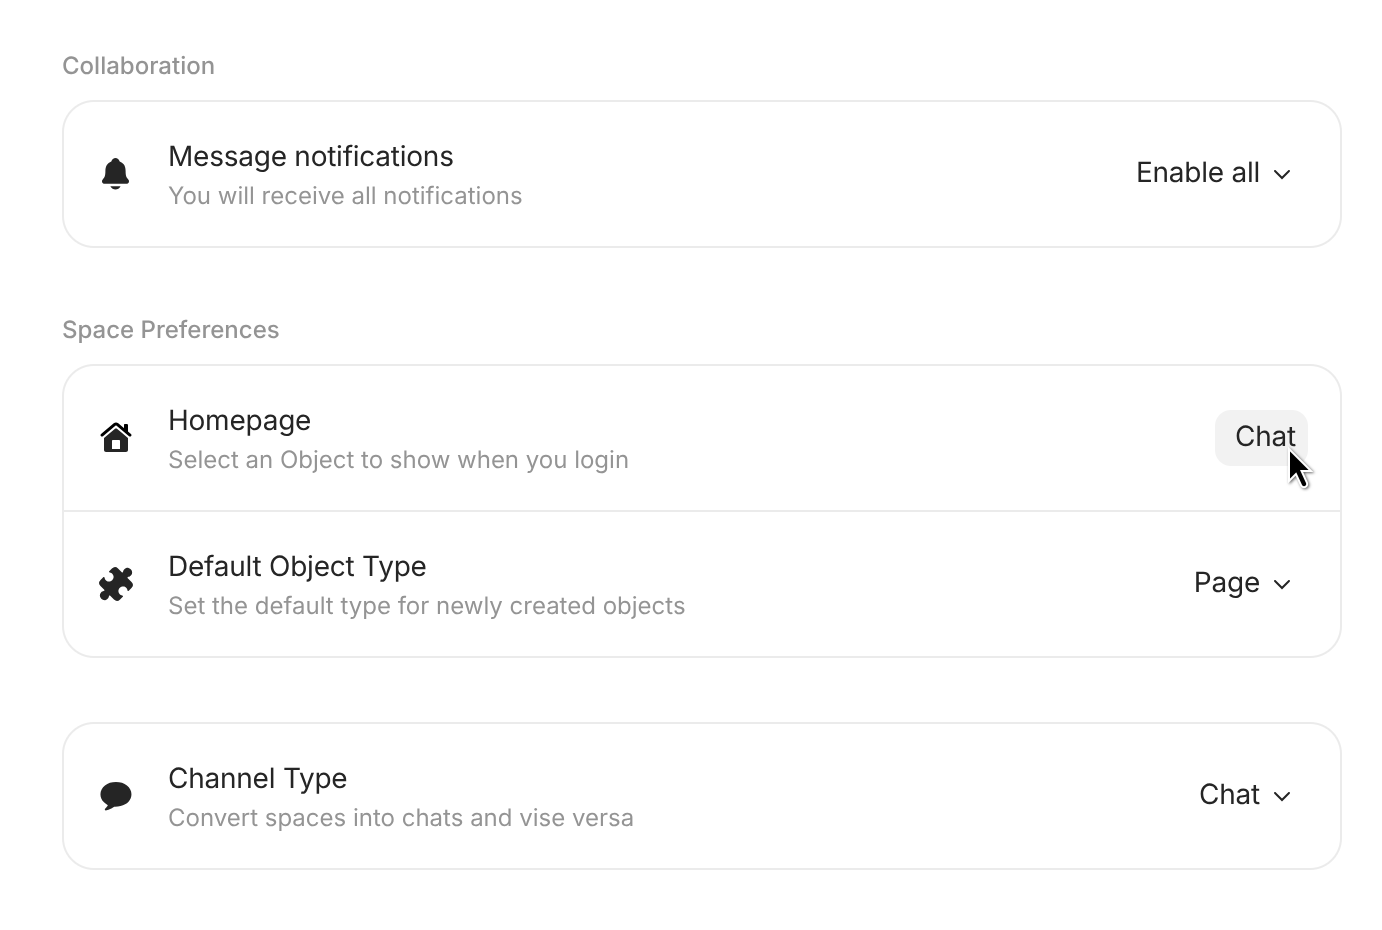 Collaboration
Message notifications
You will receive all notifications
Enable all
Space Preferences
Homepage
Select an Object to show when you login
Chat
Default Object Type
Set the default type for newly created objects
Page
Channel Type
Convert spaces into chats and vise versa
Chat